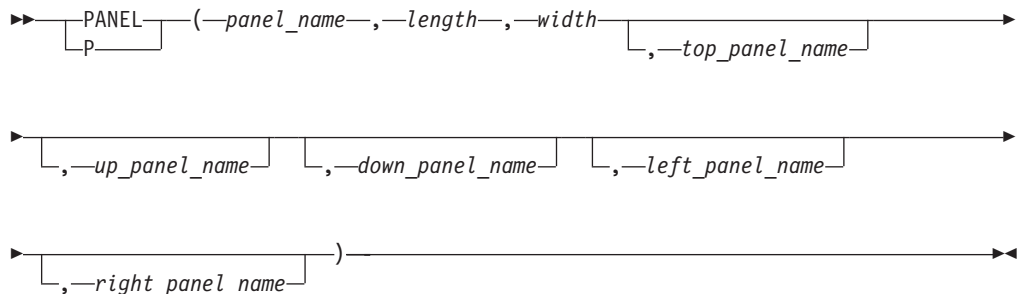 PANEL ( panel_name , length , width
P , top_panel_name
, up_panel_name , down_panel_name , left_panel_name
)
, right_panel_name